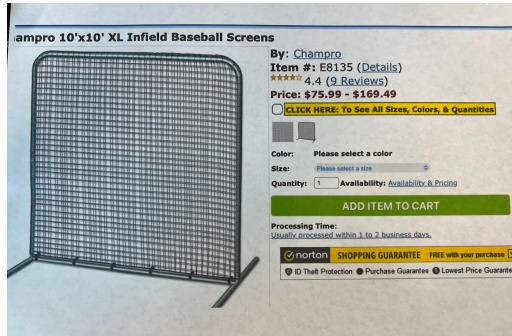 ampro 10'x10' XL Infield Baseball Screens
By: Champro
Item #: E8135 (Details)
4.4 (9 Reviews)
Price: $75.99 - $169.49
CLICK HERE: To See All Sizes, Colors, & Quantities
Color: Please select a color
Size: Please select a size
Quantity: 1 Availability: Availability & Pricing
ADD ITEM TO CART
Processing Time:
Usually processed within 1 to 2 business days.
norton SHOPPING GUARANTEE FREE with your purchase
ID Theft Protection Purchase Guarantee Lowest Price Guarante